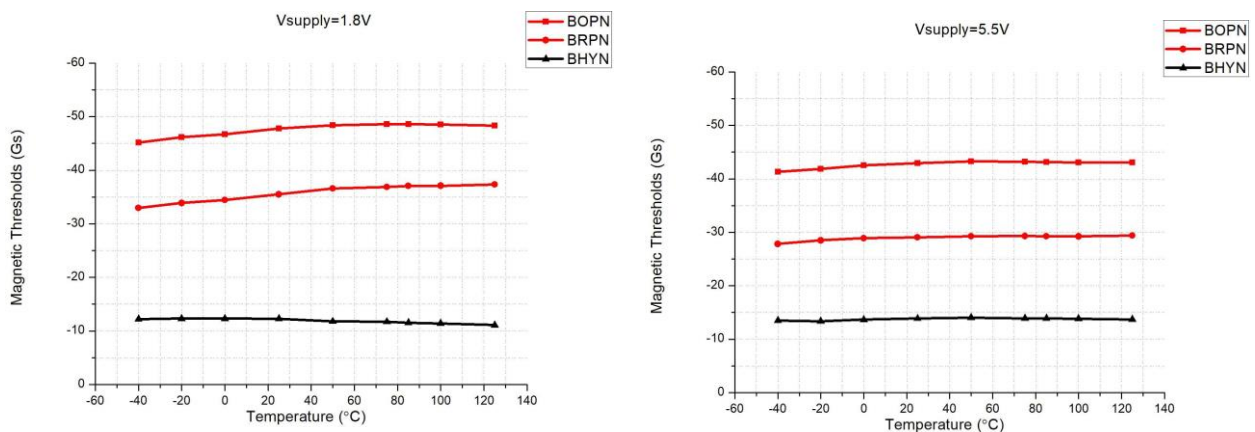 Vsupply=1.8V
BOPN
BRPN
BHYN
Magnetic Thresholds (Gs)
-60
-50
-40
-30
-20
-10
0
-60 -40 -20 0 20 40 60 80 100 120 140
Temperature (°C)
Vsupply=5.5V
BOPN
BRPN
BHYN
Magnetic Thresholds (Gs)
-60
-50
-40
-30
-20
-10
0
-60 -40 -20 0 20 40 60 80 100 120 140
Temperature (°C)